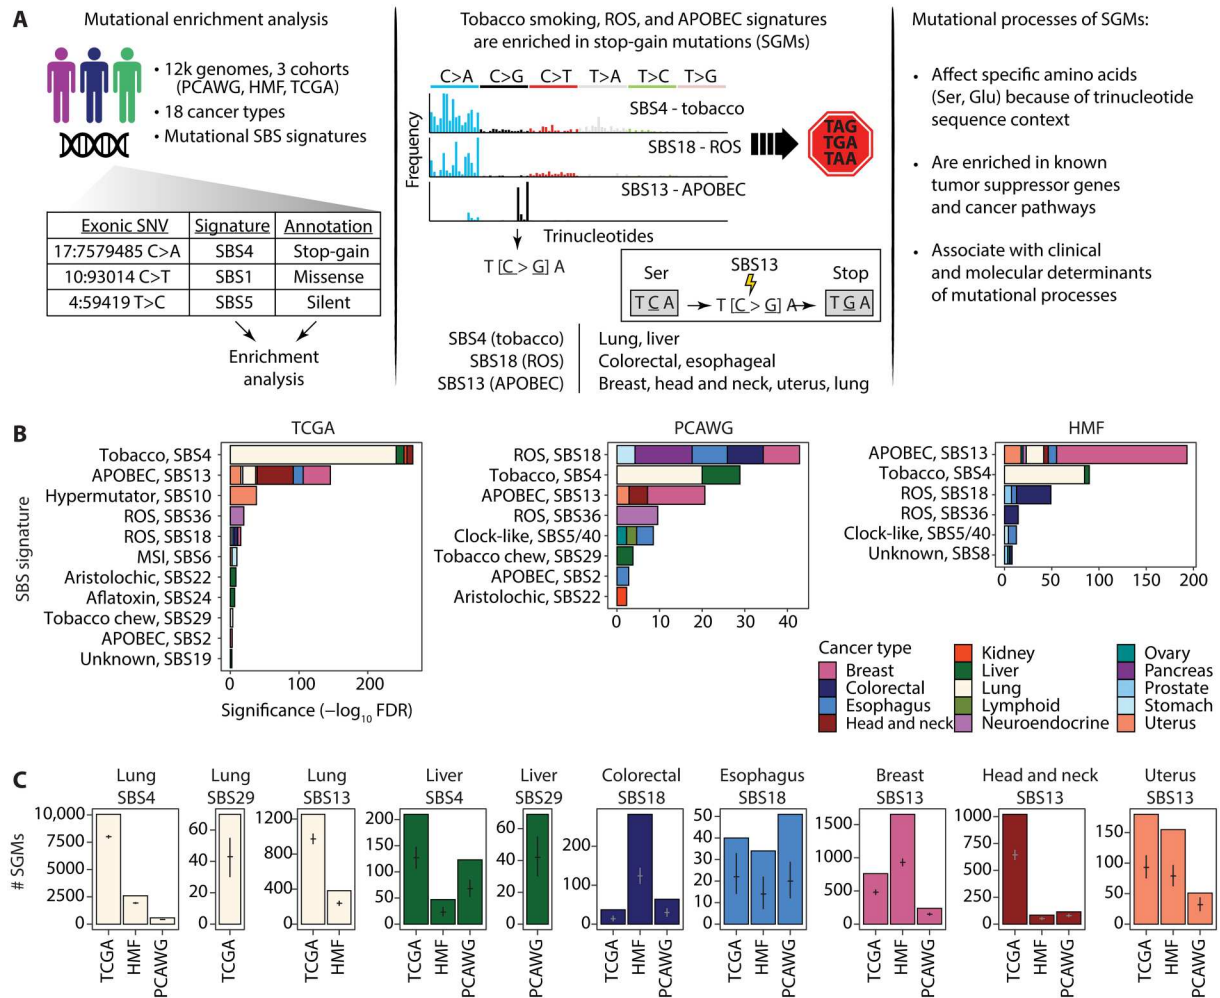 A
Mutational enrichment analysis
• 12k genomes, 3 cohorts
(PCAWG, HMF, TCGA)
• 18 cancer types
• Mutational SBS signatures
Exonic SNV Signature Annotation
17:7579485 C>A SBS4 Stop-gain
10:93014 C>T SBS1 Missense
4:59419 T>C SBS5 Silent
Enrichment
analysis
Tobacco smoking, ROS, and APOBEC signatures
are enriched in stop-gain mutations (SGMs)
C>A C>G C>T T>A T>C T>G
Frequency
SBS4 - tobacco
SBS18 - ROS
SBS13 - APOBEC
TAG
TGA
TAA
Trinucleotides
T [C > G] A
Ser SBS13 Stop
T C A T [C > G] A T G A
SBS4 (tobacco) Lung, liver
SBS18 (ROS) Colorectal, esophageal
SBS13 (APOBEC) Breast, head and neck, uterus, lung
Mutational processes of SGMs:
• Affect specific amino acids
(Ser, Glu) because of trinucleotide
sequence context
• Are enriched in known
tumor suppressor genes
and cancer pathways
• Associate with clinical
and molecular determinants
of mutational processes
B
SBS signature
TCGA
Tobacco, SBS4
APOBEC, SBS13
Hypermutator, SBS10
ROS, SBS36
ROS, SBS18
MSI, SBS6
Aristolochic, SBS22
Aflatoxin, SBS24
Tobacco chew, SBS29
APOBEC, SBS2
Unknown, SBS19
0 100 200
Significance (−log10 FDR)
PCAWG
ROS, SBS18
Tobacco, SBS4
APOBEC, SBS13
ROS, SBS36
Clock-like, SBS5/40
Tobacco chew, SBS29
APOBEC, SBS2
Aristolochic, SBS22
0 10 20 30 40
HMF
APOBEC, SBS13
Tobacco, SBS4
ROS, SBS18
ROS, SBS36
Clock-like, SBS5/40
Unknown, SBS8
0 50 100 150 200
Cancer type
Breast
Colorectal
Esophagus
Head and neck
Kidney
Liver
Lung
Lymphoid
Neuroendocrine
Ovary
Pancreas
Prostate
Stomach
Uterus
C
# SGMs
Lung
SBS4
10,000
7500
5000
2500
0
TCGA HMF PCAWG
Lung
SBS29
60
40
20
0
TCGA
Lung
SBS13
1200
800
400
0
TCGA HMF
Liver
SBS4
200
150
100
50
0
TCGA HMF PCAWG
Liver
SBS29
60
40
20
0
PCAWG
Colorectal
SBS18
200
100
0
TCGA HMF PCAWG
Esophagus
SBS18
50
40
30
20
10
0
TCGA HMF PCAWG
Breast
SBS13
1500
1000
500
0
TCGA HMF PCAWG
Head and neck
SBS13
1000
750
500
250
0
TCGA HMF PCAWG
Uterus
SBS13
150
100
50
0
TCGA HMF PCAWG